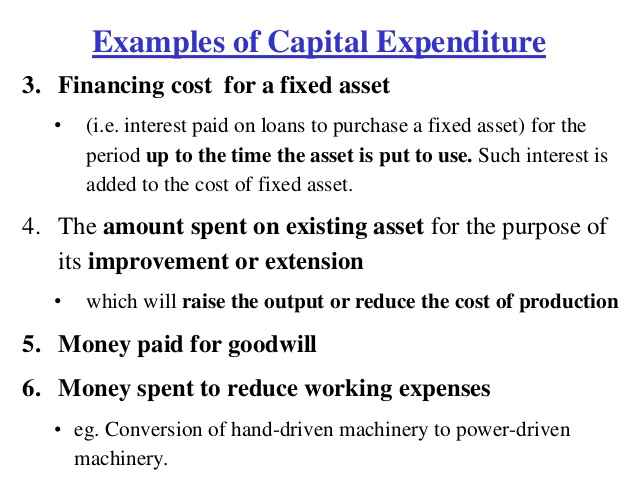 Examples of Capital Expenditure
3. Financing cost for a fixed asset
• (i.e. interest paid on loans to purchase a fixed asset) for the
period up to the time the asset is put to use. Such interest is
added to the cost of fixed asset.
4. The amount spent on existing asset for the purpose of
its improvement or extension
• which will raise the output or reduce the cost of production
5. Money paid for goodwill
6. Money spent to reduce working expenses
• eg. Conversion of hand-driven machinery to power-driven
machinery.